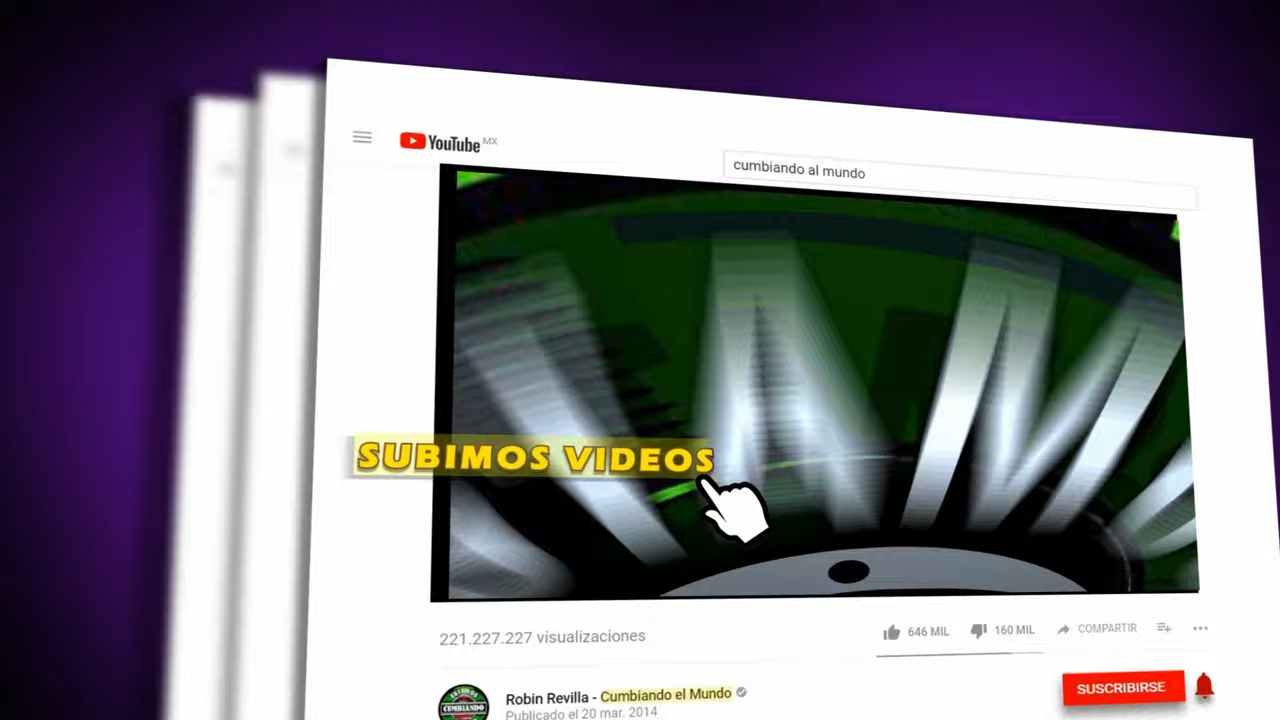 YouTube MX
cumbiando al mundo
SUBIMOS VIDEOS
221.227.227 visualizaciones
646 MIL
160 MIL
COMPARTIR
Robin Revilla - Cumbiando el Mundo
Publicado el 20 mar. 2014
SUSCRIBIRSE
CUMBIANDO